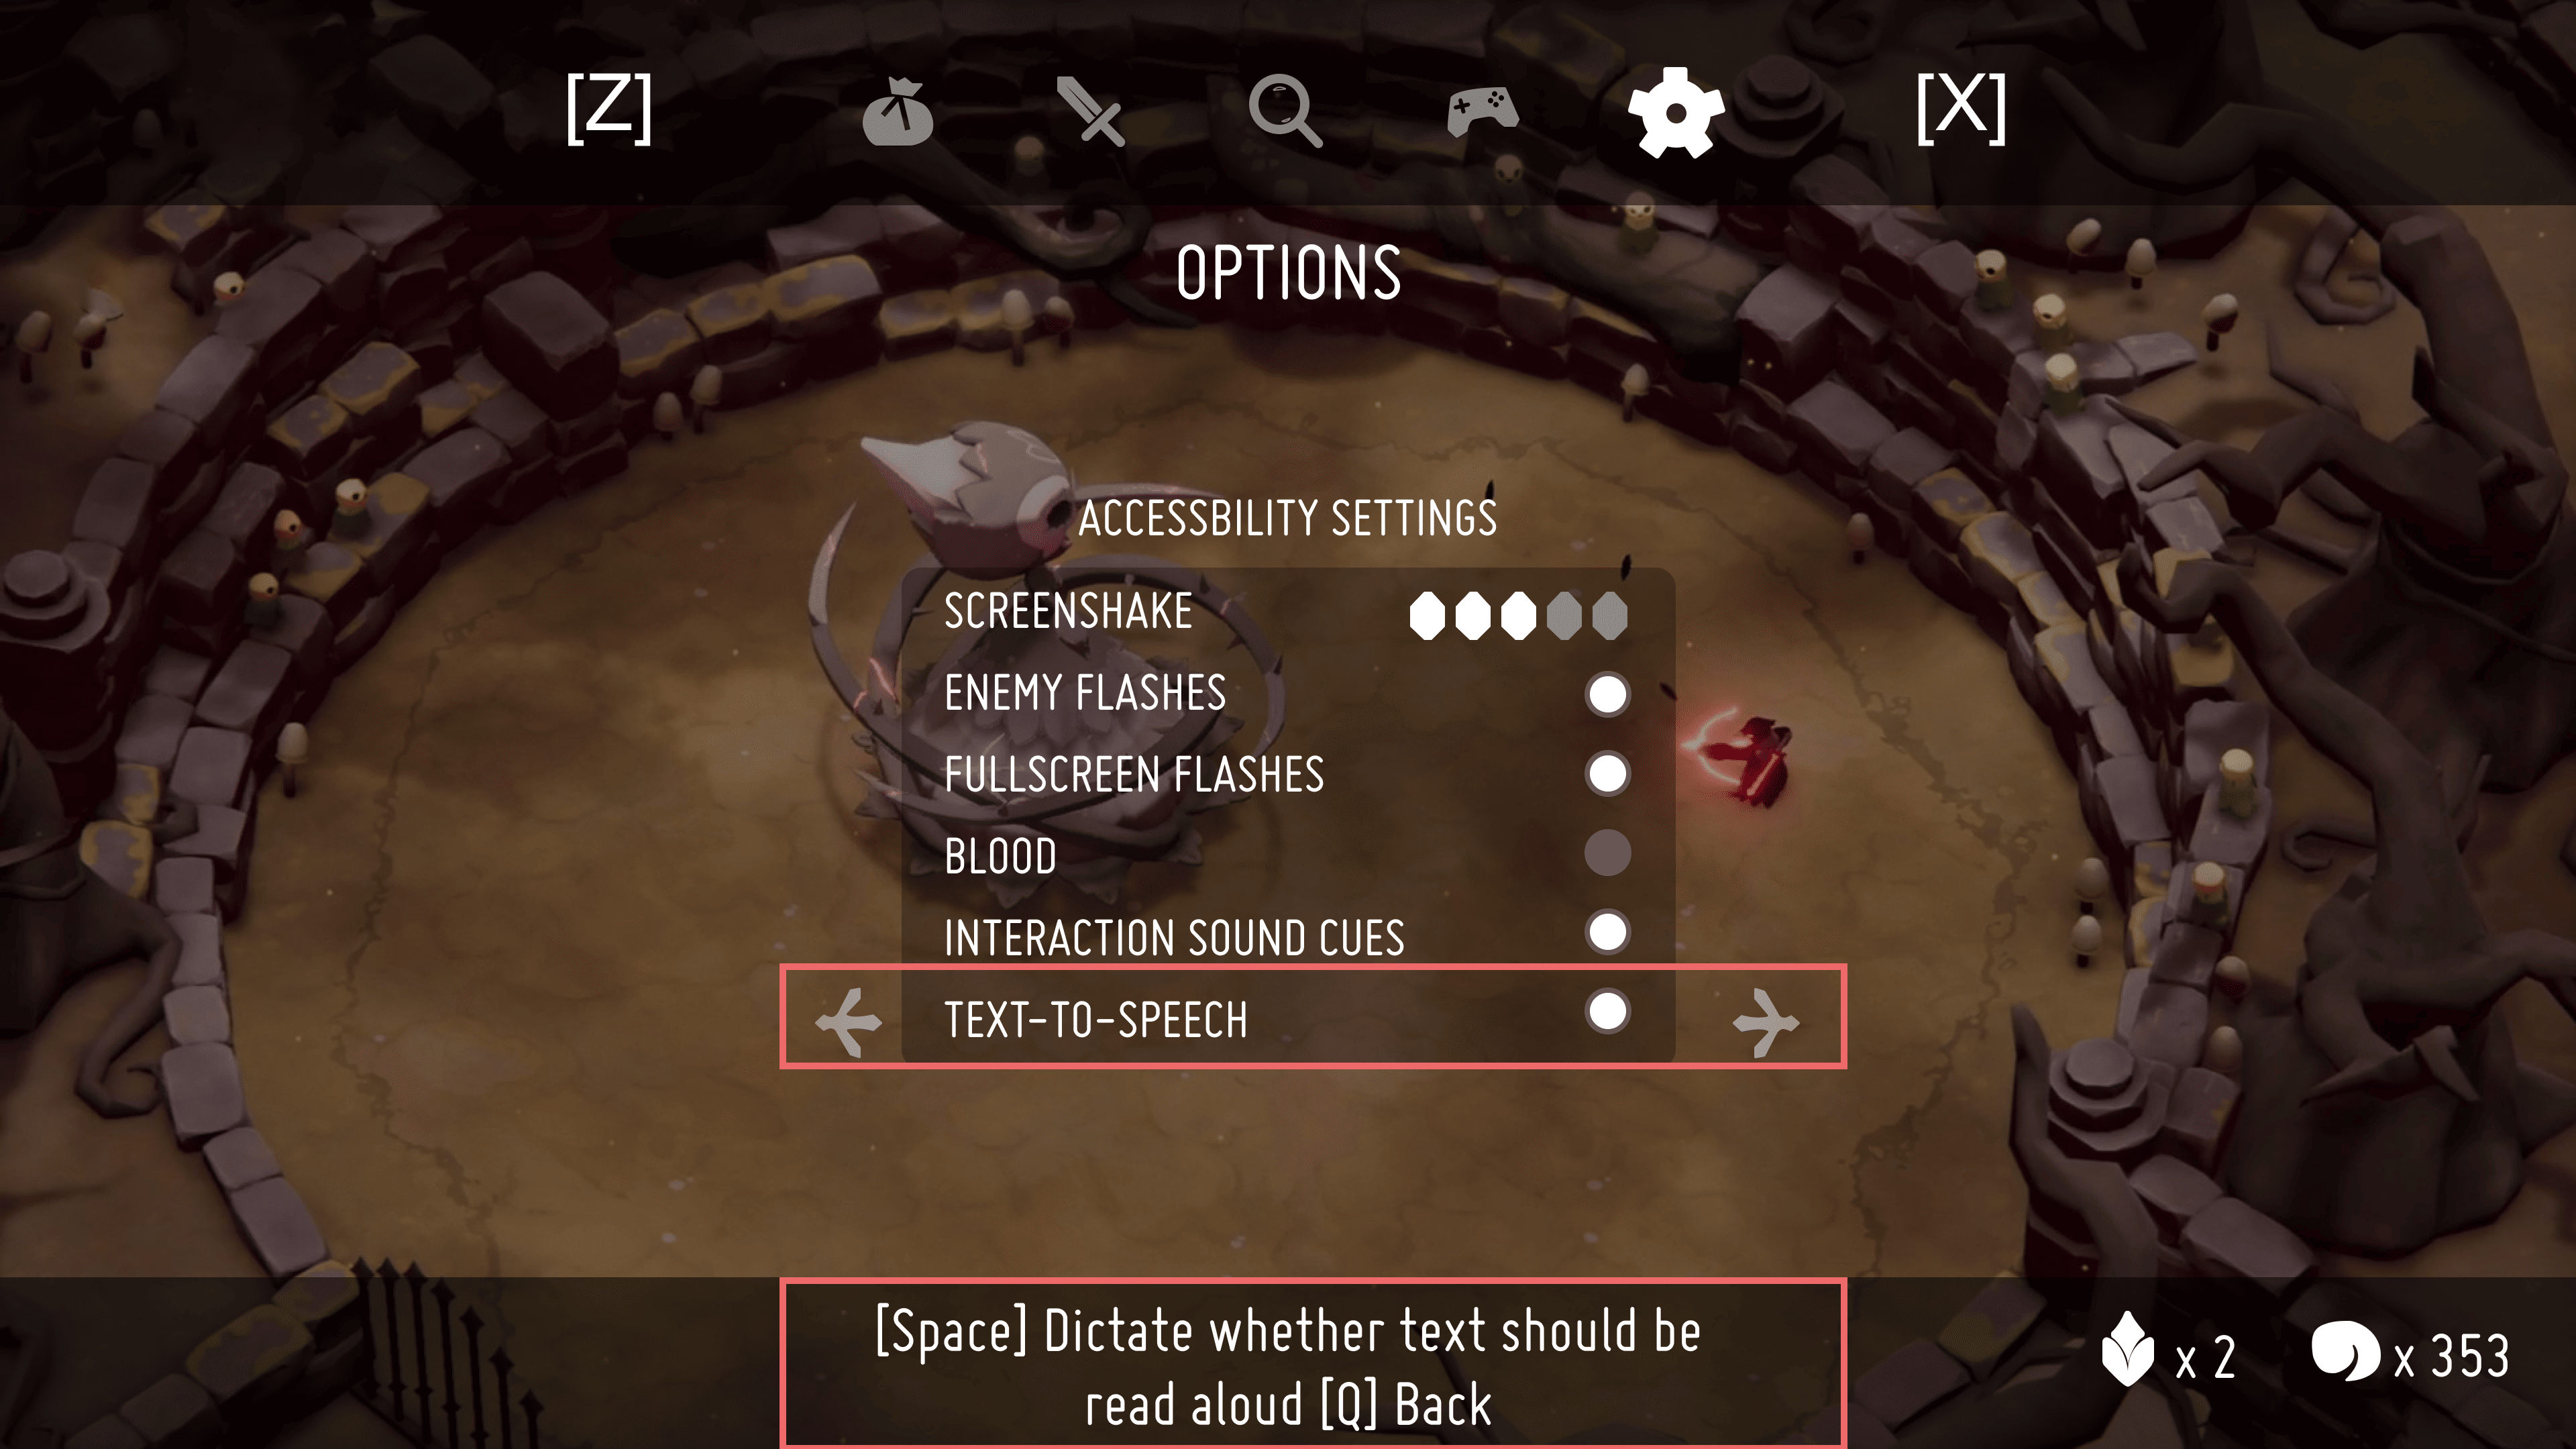 [Z]
[X]
OPTIONS
ACCESSBILITY SETTINGS
SCREENSHAKE
ENEMY FLASHES
FULLSCREEN FLASHES
BLOOD
INTERACTION SOUND CUES
TEXT-TO-SPEECH
[Space] Dictate whether text should be
read aloud [Q] Back
x 2
x 353